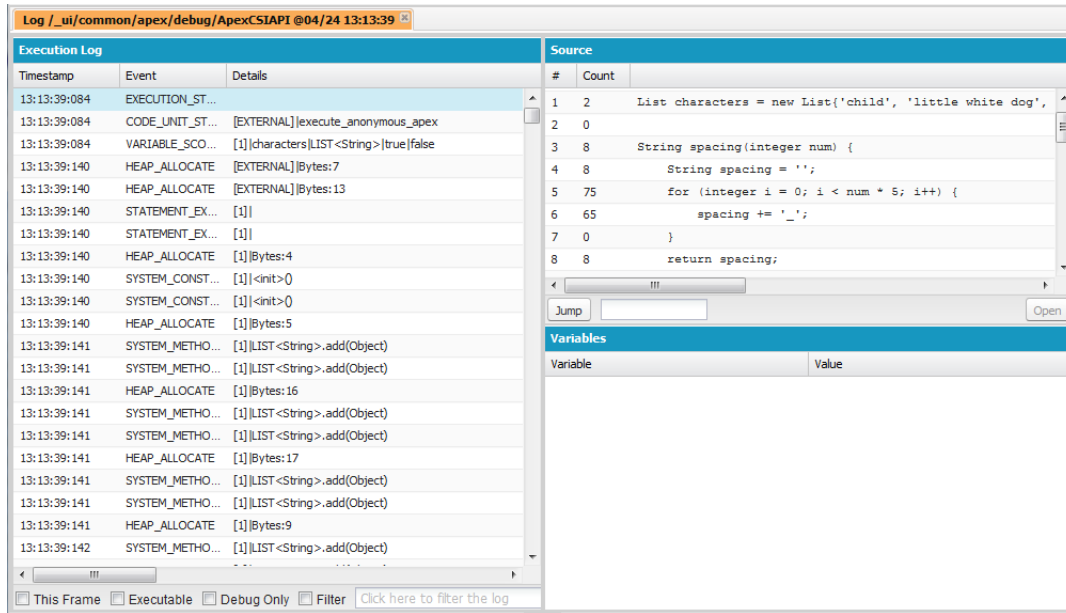 Log /_ui/common/apex/debug/ApexCSIAPI @04/24 13:13:39
Execution Log
Timestamp Event Details
13:13:39:084 EXECUTION_ST...
13:13:39:084 CODE_UNIT_ST... [EXTERNAL]|execute_anonymous_apex
13:13:39:084 VARIABLE_SCO... [1]|characters|LIST<String>|true|false
13:13:39:140 HEAP_ALLOCATE [EXTERNAL]|Bytes:7
13:13:39:140 HEAP_ALLOCATE [EXTERNAL]|Bytes:13
13:13:39:140 STATEMENT_EX... [1]|
13:13:39:140 STATEMENT_EX... [1]|
13:13:39:140 HEAP_ALLOCATE [1]|Bytes:4
13:13:39:140 SYSTEM_CONST... [1]|<init>()
13:13:39:140 SYSTEM_CONST... [1]|<init>()
13:13:39:140 HEAP_ALLOCATE [1]|Bytes:5
13:13:39:141 SYSTEM_METHO... [1]|LIST<String>.add(Object)
13:13:39:141 SYSTEM_METHO... [1]|LIST<String>.add(Object)
13:13:39:141 HEAP_ALLOCATE [1]|Bytes:16
13:13:39:141 SYSTEM_METHO... [1]|LIST<String>.add(Object)
13:13:39:141 SYSTEM_METHO... [1]|LIST<String>.add(Object)
13:13:39:141 HEAP_ALLOCATE [1]|Bytes:17
13:13:39:141 SYSTEM_METHO... [1]|LIST<String>.add(Object)
13:13:39:141 SYSTEM_METHO... [1]|LIST<String>.add(Object)
13:13:39:141 HEAP_ALLOCATE [1]|Bytes:9
13:13:39:142 SYSTEM_METHO... [1]|LIST<String>.add(Object)
This Frame Executable Debug Only Filter Click here to filter the log
Source
# Count
1 2 List characters = new List{'child', 'little white dog',
2 0
3 8 String spacing(integer num) {
4 8 String spacing = '';
5 75 for (integer i = 0; i < num * 5; i++) {
6 65 spacing += '_';
7 0 }
8 8 return spacing;
Jump Open
Variables
Variable Value